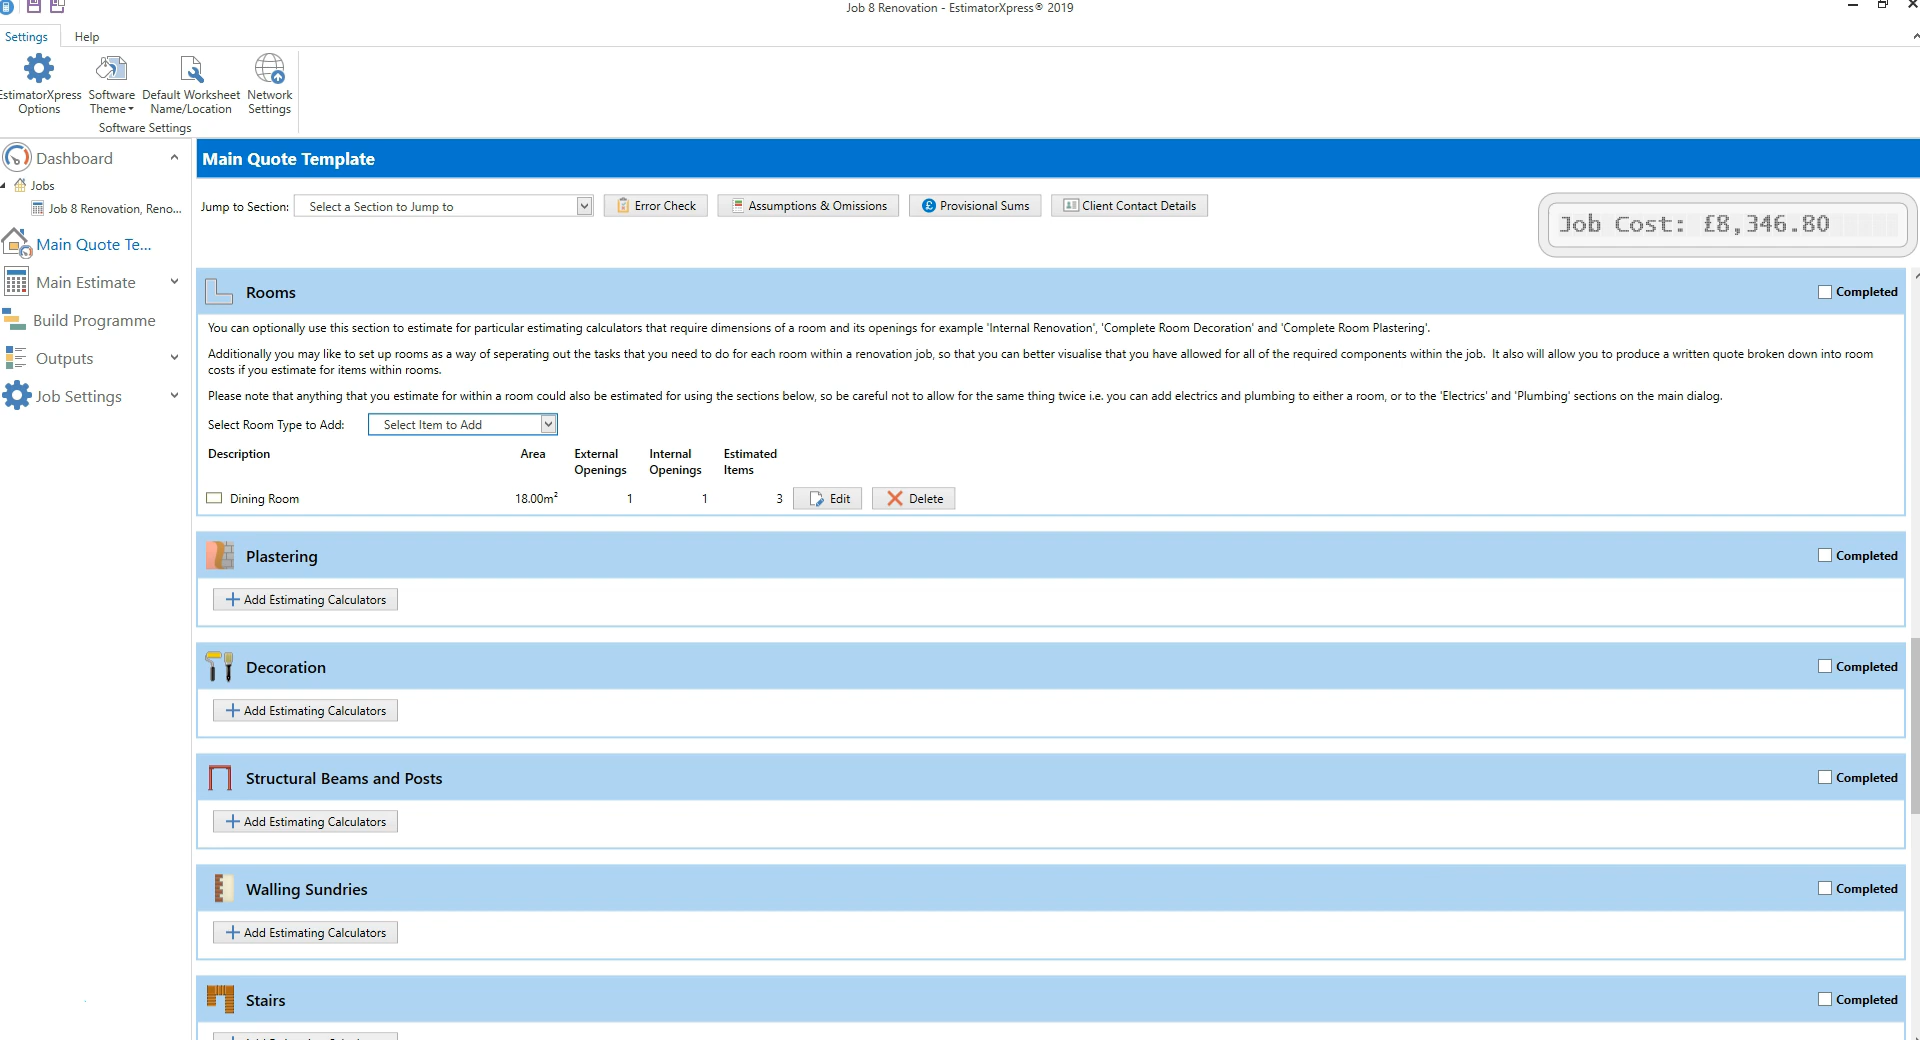 Job 8 Renovation - EstimatorXpress® 2019
Settings
Help
EstimatorXpress Options
Software Theme
Default Worksheet Name/Location
Network Settings
Software Settings
Dashboard
Jobs
Job 8 Renovation, Reno...
Main Quote Te...
Main Estimate
Build Programme
Outputs
Job Settings
Main Quote Template
Jump to Section:
Select a Section to Jump to
Error Check
Assumptions & Omissions
Provisional Sums
Client Contact Details
Job Cost: £8,346.80
Rooms
Completed
You can optionally use this section to estimate for particular estimating calculators that require dimensions of a room and its openings for example 'Internal Renovation', 'Complete Room Decoration' and 'Complete Room Plastering'.
Additionally you may like to set up rooms as a way of seperating out the tasks that you need to do for each room within a renovation job, so that you can better visualise that you have allowed for all of the required components within the job. It also will allow you to produce a written quote broken down into room
costs if you estimate for items within rooms.
Please note that anything that you estimate for within a room could also be estimated for using the sections below, so be careful not to allow for the same thing twice i.e. you can add electrics and plumbing to either a room, or to the 'Electrics' and 'Plumbing' sections on the main dialog.
Select Room Type to Add:
Select Item to Add
Description
Area
External Openings
Internal Openings
Estimated Items
Dining Room
18.00m²
1
1
3
Edit
Delete
Plastering
Completed
Add Estimating Calculators
Decoration
Completed
Add Estimating Calculators
Structural Beams and Posts
Completed
Add Estimating Calculators
Walling Sundries
Completed
Add Estimating Calculators
Stairs
Completed